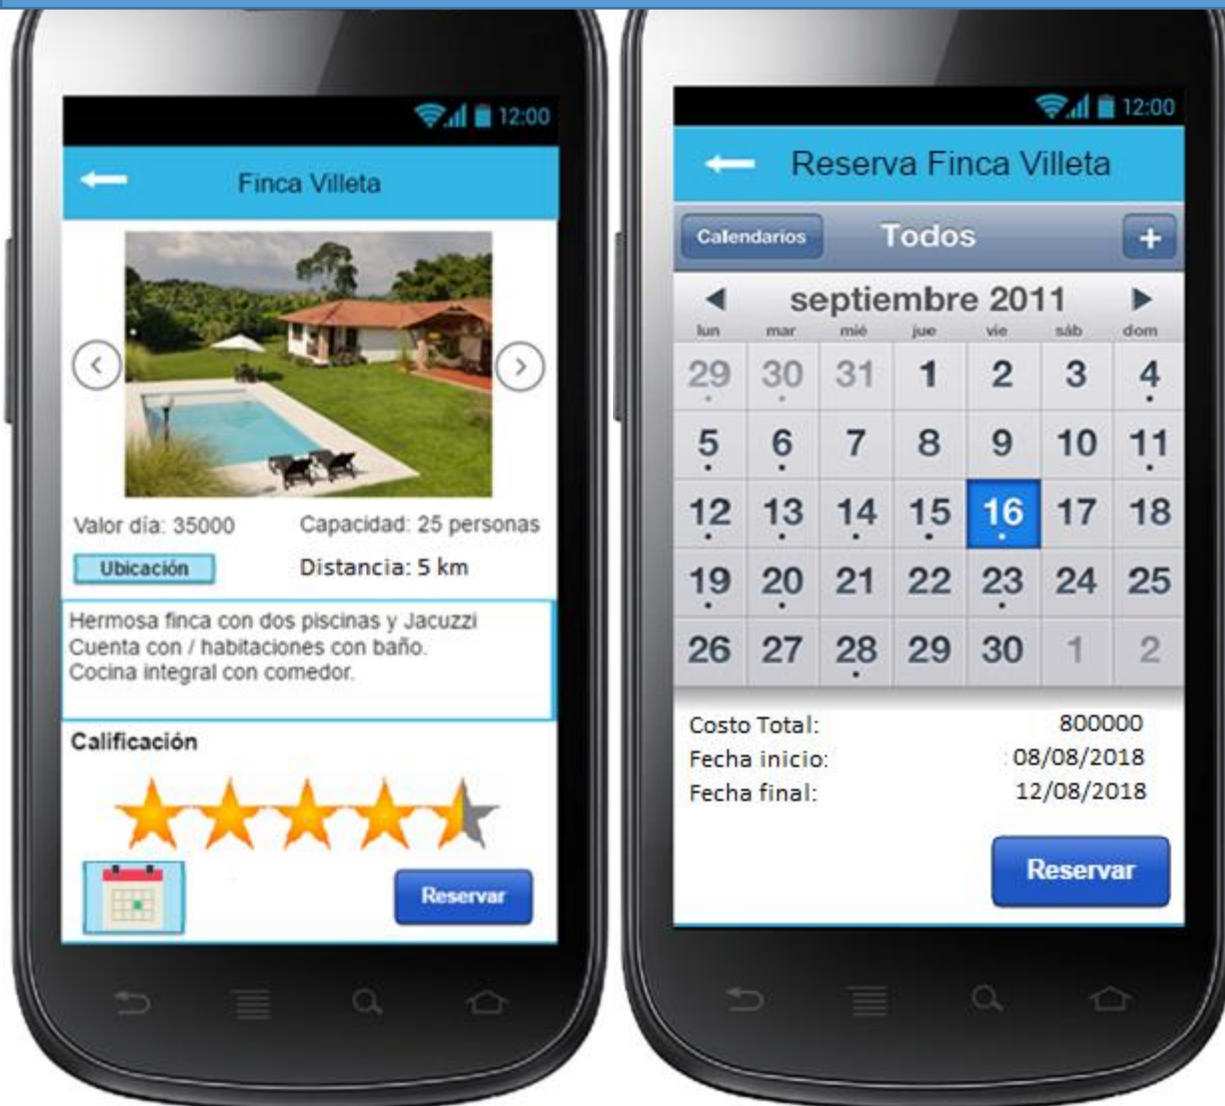 12:00
Finca Villeta
Valor día: 35000
Capacidad: 25 personas
Ubicación
Distancia: 5 km
Hermosa finca con dos piscinas y Jacuzzi
Cuenta con / habitaciones con baño.
Cocina integral con comedor.
Calificación
Reservar
12:00
Reserva Finca Villeta
Calendarios
Todos
+
septiembre 2011
lun mar mié jue vie sáb dom
29 30 31 1 2 3 4
5 6 7 8 9 10 11
12 13 14 15 16 17 18
19 20 21 22 23 24 25
26 27 28 29 30 1 2
Costo Total: 800000
Fecha inicio: 08/08/2018
Fecha final: 12/08/2018
Reservar